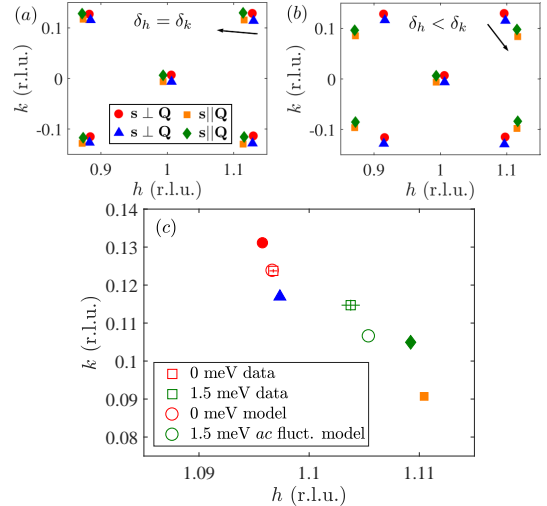 (a)
δh = δk
0.1
0
-0.1
k (r.l.u.)
s ⊥ Q
s||Q
s ⊥ Q
s||Q
0.9
1
1.1
h (r.l.u.)
(b)
δh < δk
0.1
0
-0.1
k (r.l.u.)
0.9
1
1.1
h (r.l.u.)
(c)
0.14
0.13
0.12
0.11
0.1
0.09
0.08
k (r.l.u.)
0 meV data
1.5 meV data
0 meV model
1.5 meV ac fluct. model
1.09
1.1
1.11
h (r.l.u.)